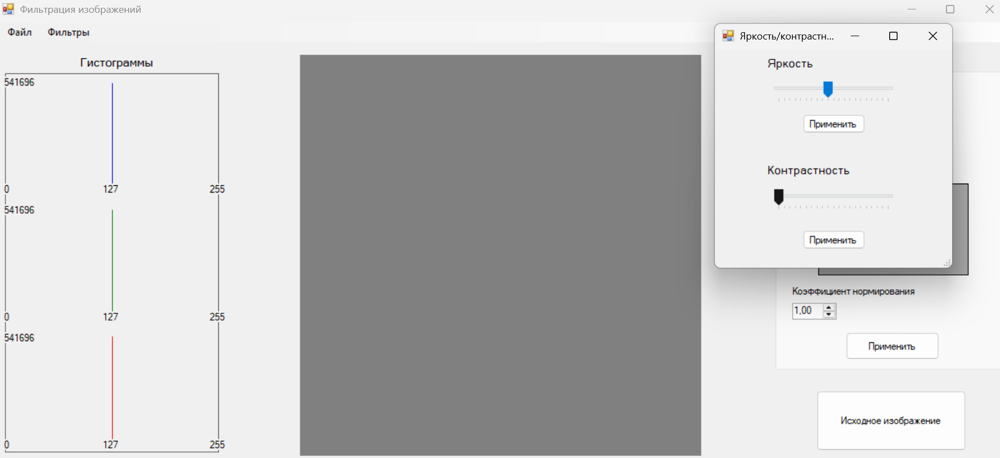 Фильтрация изображений
Файл Фильтры
Гистограммы
541696
0 127 255
541696
0 127 255
541696
0 127 255
Яркость/контрастн...
Яркость
Применить
Контрастность
Применить
Коэффициент нормирования
1,00
Применить
Исходное изображение